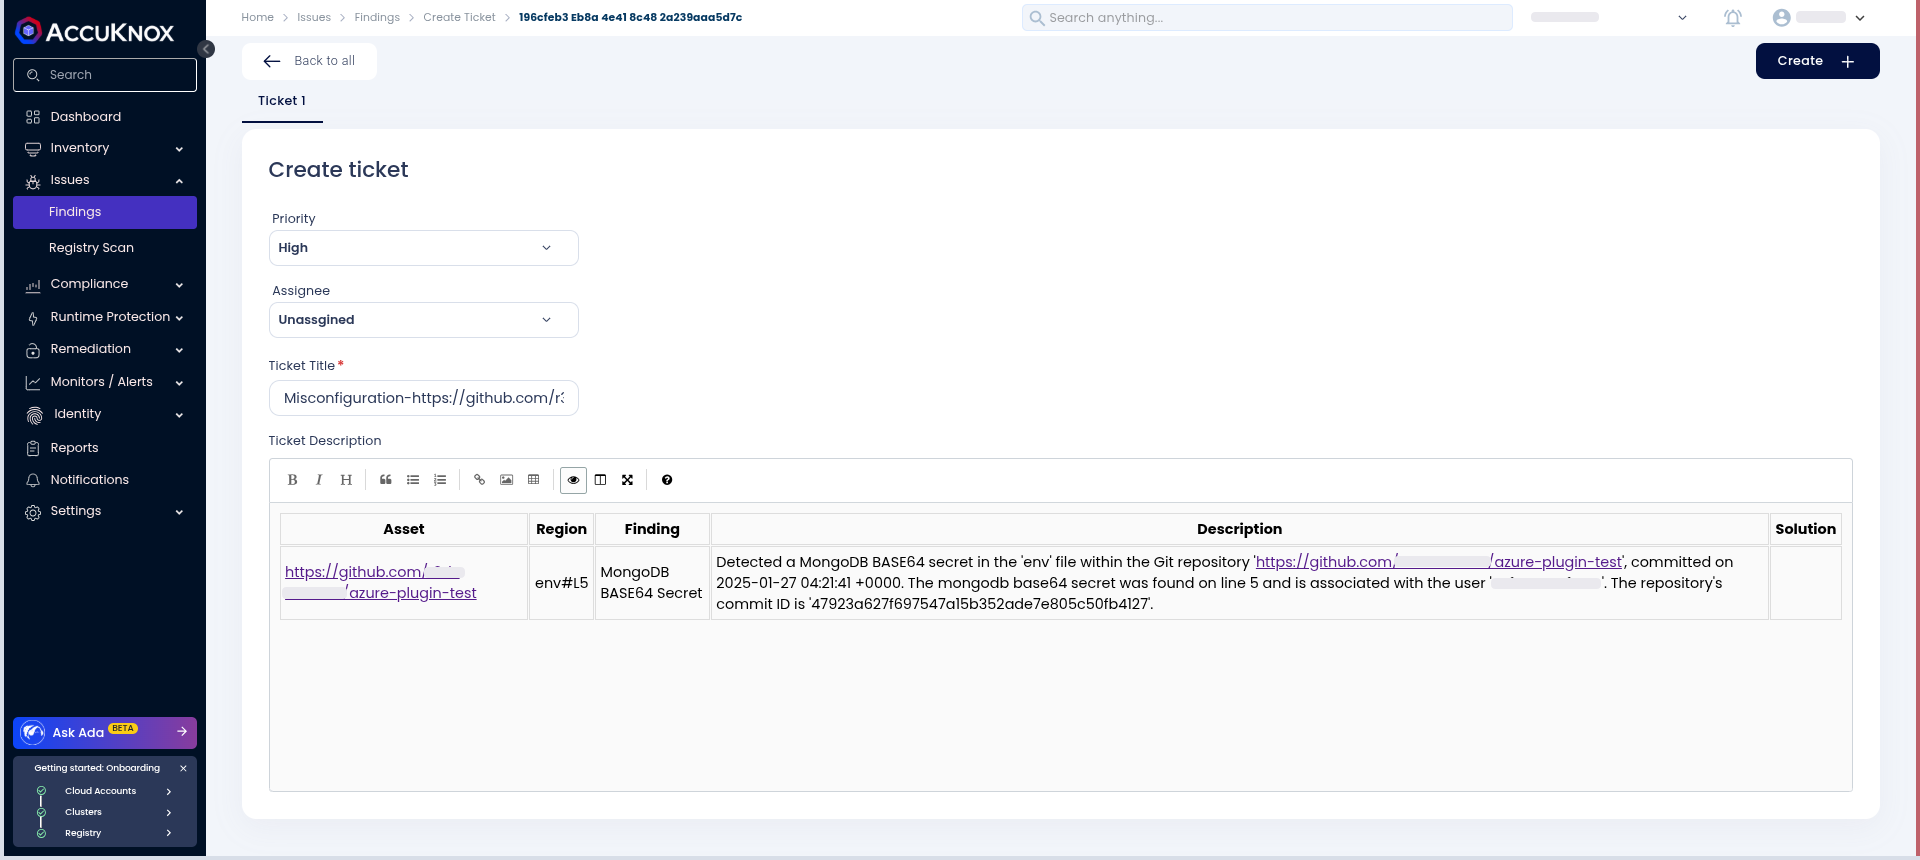 ACCUKNOX
Search
Dashboard
Inventory
Issues
Findings
Registry Scan
Compliance
Runtime Protection
Remediation
Monitors / Alerts
Identity
Reports
Notifications
Settings
Ask Ada BETA
Getting started: Onboarding
Cloud Accounts
Clusters
Registry
Home > Issues > Findings > Create Ticket > 196cfeb3 Eb8a 4e41 8c48 2a239aaa5d7c
Search anything...
Back to all
Create
Ticket 1
Create ticket
Priority
High
Assignee
Unassgined
Ticket Title*
Misconfiguration-https://github.com/r3
Ticket Description
B I H
Asset Region Finding Description Solution
https://github.com/
/azure-plugin-test
env#L5
MongoDB
BASE64 Secret
Detected a MongoDB BASE64 secret in the 'env' file within the Git repository 'https://github.com/ /azure-plugin-test', committed on
2025-01-27 04:21:41 +0000. The mongodb base64 secret was found on line 5 and is associated with the user ' '. The repository's
commit ID is '47923a627f697547a15b352ade7e805c50fb4127'.